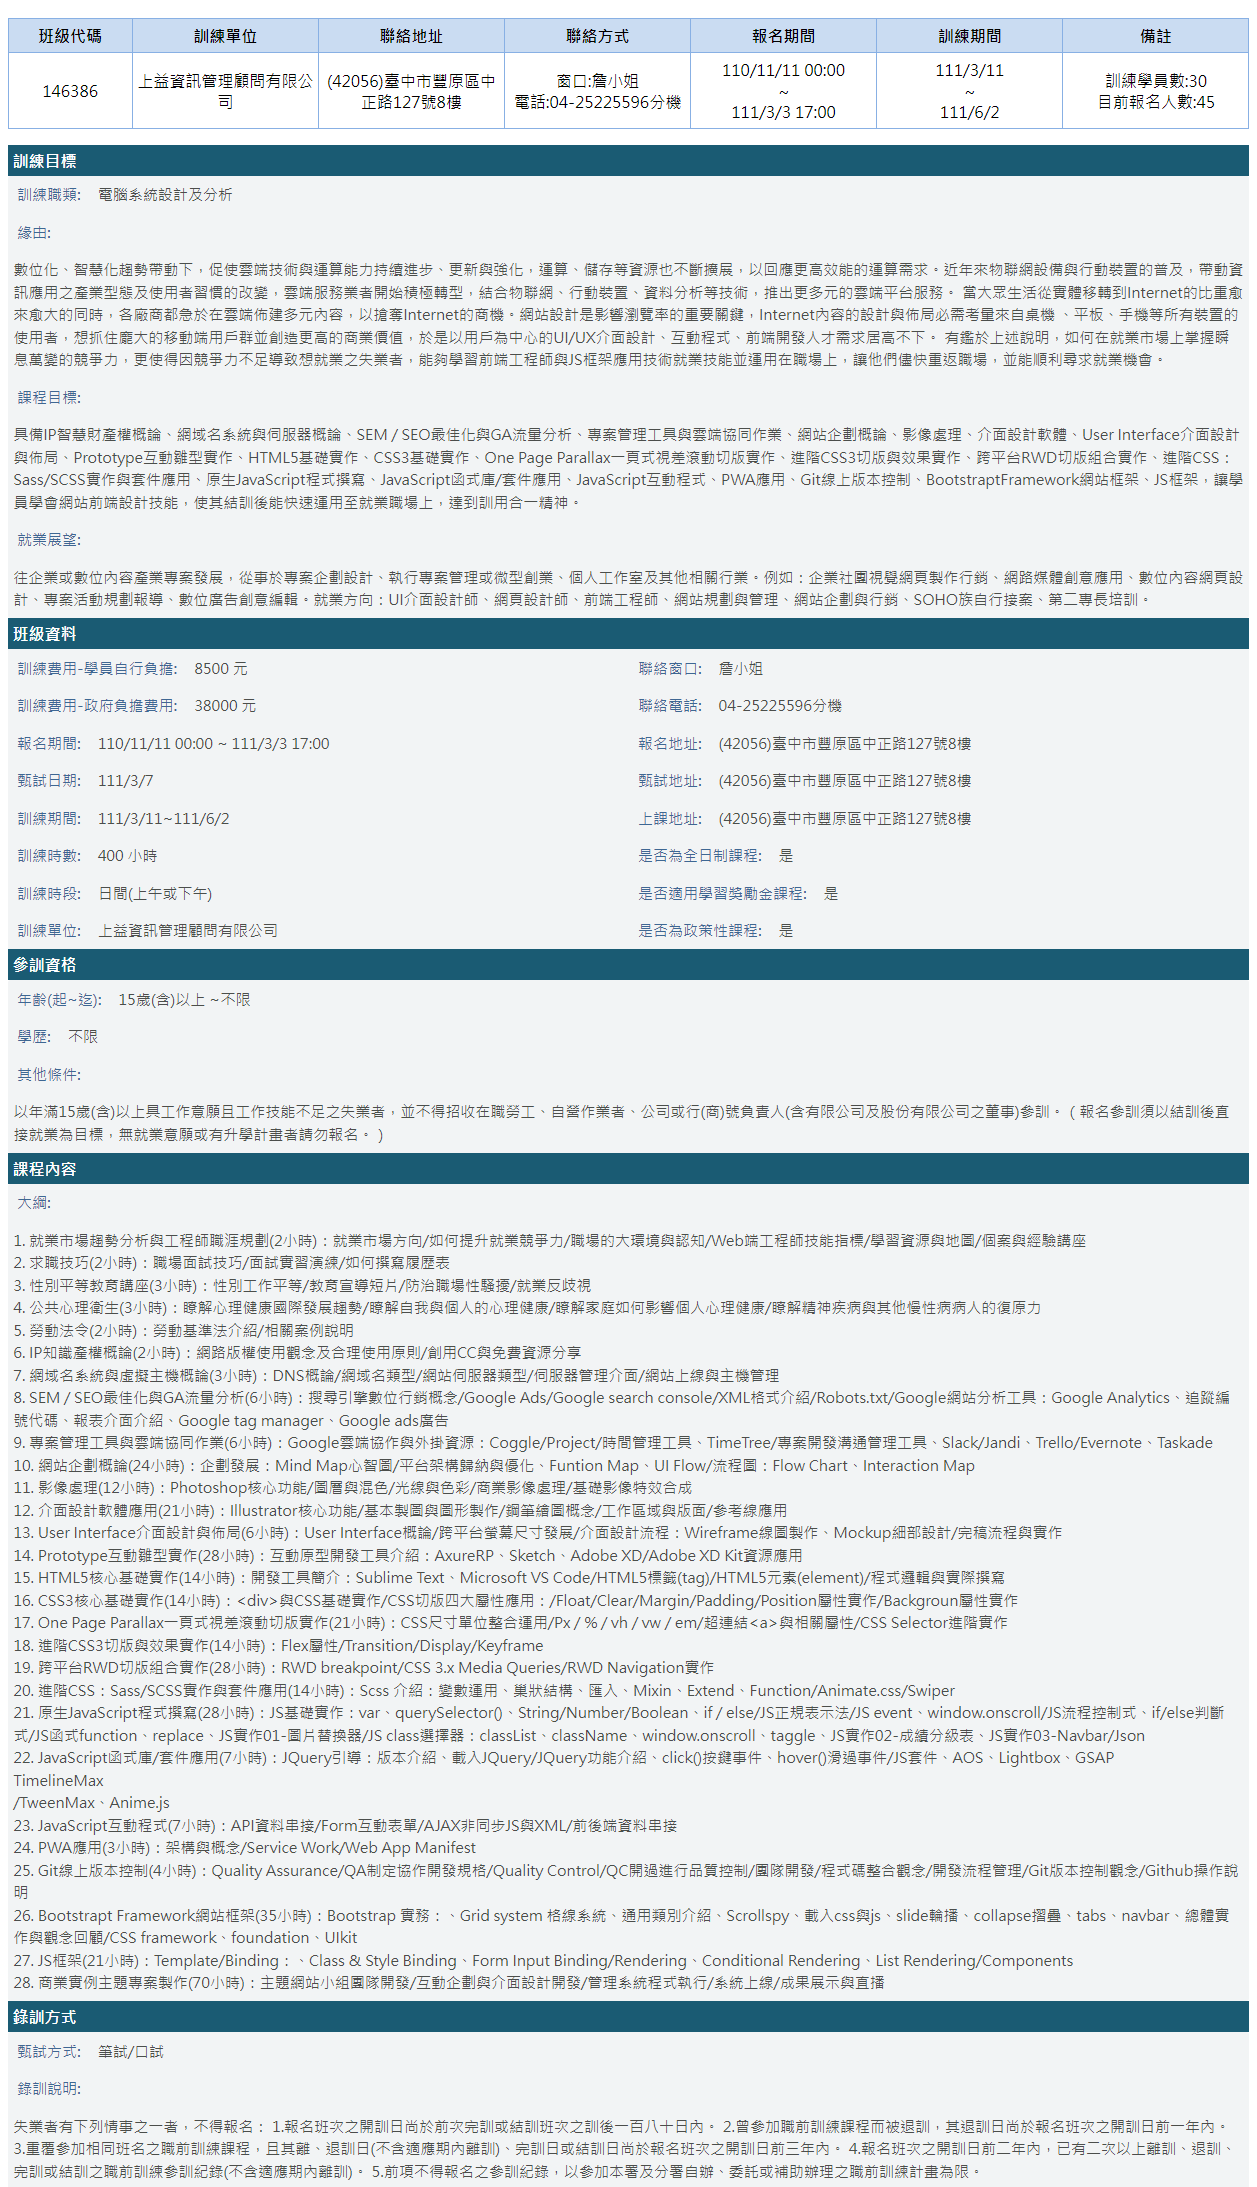 班級代碼 訓練單位 聯絡地址 聯絡方式 報名期間 訓練期間 備註
146386 上益資訊管理顧問有限公司 (42056)臺中市豐原區中正路127號8樓 窗口:詹小姐 電話:04-25225596分機 110/11/11 00:00 ~ 111/3/3 17:00 111/3/11 ~ 111/6/2 訓練學員數:30 目前報名人數:45
訓練目標
訓練職類: 電腦系統設計及分析
緣由:
數位化、智慧化趨勢帶動下，促使雲端技術與運算能力持續進步、更新與強化，運算、儲存等資源也不斷擴展，以回應更高效能的運算需求。近年來物聯網設備與行動裝置的普及，帶動資
訊應用之產業型態及使用者習慣的改變，雲端服務業者開始積極轉型，結合物聯網、行動裝置、資料分析等技術，推出更多元的雲端平台服務。 當大眾生活從實體移轉到Internet的比重愈
來愈大的同時，各廠商都急於在雲端佈建多元內容，以搶奪Internet的商機。網站設計是影響瀏覽率的重要關鍵，Internet內容的設計與佈局必需考量來自桌機 、平板、手機等所有裝置的
使用者，想抓住龐大的移動端用戶群並創造更高的商業價值，於是以用戶為中心的UI/UX介面設計、互動程式、前端開發人才需求居高不下。 有鑑於上述說明，如何在就業市場上掌握瞬
息萬變的競爭力，更使得因競爭力不足導致想就業之失業者，能夠學習前端工程師與JS框架應用技術就業技能並運用在職場上，讓他們儘快重返職場，並能順利尋求就業機會。
課程目標:
具備IP智慧財產權概論、網域名系統與伺服器概論、SEM / SEO最佳化與GA流量分析、專案管理工具與雲端協同作業、網站企劃概論、影像處理、介面設計軟體、User Interface介面設計
與佈局、Prototype互動雛型實作、HTML5基礎實作、CSS3基礎實作、One Page Parallax一頁式視差滾動切版實作、進階CSS3切版與效果實作、跨平台RWD切版組合實作、進階CSS：
Sass/SCSS實作與套件應用、原生JavaScript程式撰寫、JavaScript函式庫/套件應用、JavaScript互動程式、PWA應用、Git線上版本控制、BootstraptFramework網站框架、JS框架，讓學
員學會網站前端設計技能，使其結訓後能快速運用至就業職場上，達到訓用合一精神。
就業展望:
往企業或數位內容產業專案發展，從事於專案企劃設計、執行專案管理或微型創業、個人工作室及其他相關行業。例如：企業社團視覺網頁製作行銷、網路媒體創意應用、數位內容網頁設
計、專案活動規劃報導、數位廣告創意編輯。就業方向：UI介面設計師、網頁設計師、前端工程師、網站規劃與管理、網站企劃與行銷、SOHO族自行接案、第二專長培訓。
班級資料
訓練費用-學員自行負擔: 8500 元 聯絡窗口: 詹小姐
訓練費用-政府負擔費用: 38000 元 聯絡電話: 04-25225596分機
報名期間: 110/11/11 00:00 ~ 111/3/3 17:00 報名地址: (42056)臺中市豐原區中正路127號8樓
甄試日期: 111/3/7 甄試地址: (42056)臺中市豐原區中正路127號8樓
訓練期間: 111/3/11~111/6/2 上課地址: (42056)臺中市豐原區中正路127號8樓
訓練時數: 400 小時 是否為全日制課程: 是
訓練時段: 日間(上午或下午) 是否適用學習獎勵金課程: 是
訓練單位: 上益資訊管理顧問有限公司 是否為政策性課程: 是
參訓資格
年齡(起~迄): 15歲(含)以上 ~不限
學歷: 不限
其他條件:
以年滿15歲(含)以上具工作意願且工作技能不足之失業者，並不得招收在職勞工、自營作業者、公司或行(商)號負責人(含有限公司及股份有限公司之董事)參訓。 ( 報名參訓須以結訓後直
接就業為目標，無就業意願或有升學計畫者請勿報名。 )
課程內容
大綱:
1. 就業市場趨勢分析與工程師職涯規劃(2小時)：就業市場方向/如何提升就業競爭力/職場的大環境與認知/Web端工程師技能指標/學習資源與地圖/個案與經驗講座
2. 求職技巧(2小時)：職場面試技巧/面試實習演練/如何撰寫履歷表
3. 性別平等教育講座(3小時)：性別工作平等/教育宣導短片/防治職場性騷擾/就業反歧視
4. 公共心理衛生(3小時)：瞭解心理健康國際發展趨勢/瞭解自我與個人的心理健康/瞭解家庭如何影響個人心理健康/瞭解精神疾病與其他慢性病病人的復原力
5. 勞動法令(2小時)：勞動基準法介紹/相關案例說明
6. IP知識產權概論(2小時)：網路版權使用觀念及合理使用原則/創用CC與免費資源分享
7. 網域名系統與虛擬主機概論(3小時)：DNS概論/網域名類型/網站伺服器類型/伺服器管理介面/網站上線與主機管理
8. SEM / SEO最佳化與GA流量分析(6小時)：搜尋引擎數位行銷概念/Google Ads/Google search console/XML格式介紹/Robots.txt/Google網站分析工具：Google Analytics、追蹤編
號代碼、報表介面介紹、Google tag manager、Google ads廣告
9. 專案管理工具與雲端協同作業(6小時)：Google雲端協作與外掛資源：Coggle/Project/時間管理工具、TimeTree/專案開發溝通管理工具、Slack/Jandi、Trello/Evernote、Taskade
10. 網站企劃概論(24小時)：企劃發展：Mind Map心智圖/平台架構歸納與優化、Funtion Map、UI Flow/流程圖：Flow Chart、Interaction Map
11. 影像處理(12小時)：Photoshop核心功能/圖層與混色/光線與色彩/商業影像處理/基礎影像特效合成
12. 介面設計軟體應用(21小時)：Illustrator核心功能/基本製圖與圖形製作/鋼筆繪圖概念/工作區域與版面/參考線應用
13. User Interface介面設計與佈局(6小時)：User Interface概論/跨平台螢幕尺寸發展/介面設計流程：Wireframe線圖製作、Mockup細部設計/完稿流程與實作
14. Prototype互動雛型實作(28小時)：互動原型開發工具介紹：AxureRP、Sketch、Adobe XD/Adobe XD Kit資源應用
15. HTML5核心基礎實作(14小時)：開發工具簡介：Sublime Text、Microsoft VS Code/HTML5標籤(tag)/HTML5元素(element)/程式邏輯與實際撰寫
16. CSS3核心基礎實作(14小時)：<div>與CSS基礎實作/CSS切版四大屬性應用：/Float/Clear/Margin/Padding/Position屬性實作/Backgroun屬性實作
17. One Page Parallax一頁式視差滾動切版實作(21小時)：CSS尺寸單位整合運用/Px / % / vh / vw / em/超連結<a>與相關屬性/CSS Selector進階實作
18. 進階CSS3切版與效果實作(14小時)：Flex屬性/Transition/Display/Keyframe
19. 跨平台RWD切版組合實作(28小時)：RWD breakpoint/CSS 3.x Media Queries/RWD Navigation實作
20. 進階CSS：Sass/SCSS實作與套件應用(14小時)：Scss 介紹：變數運用、巢狀結構、匯入、Mixin、Extend、Function/Animate.css/Swiper
21. 原生JavaScript程式撰寫(28小時)：JS基礎實作：var、querySelector()、String/Number/Boolean、if / else/JS正規表示法/JS event、window.onscroll/JS流程控制式、if/else判斷
式/JS函式function、replace、JS實作01-圖片替換器/JS class選擇器：classList、className、window.onscroll、taggle、JS實作02-成績分級表、JS實作03-Navbar/Json
22. JavaScript函式庫/套件應用(7小時)：JQuery引導：版本介紹、載入JQuery/JQuery功能介紹、click()按鍵事件、hover()滑過事件/JS套件、AOS、Lightbox、GSAP
TimelineMax
/TweenMax、Anime.js
23. JavaScript互動程式(7小時)：API資料串接/Form互動表單/AJAX非同步JS與XML/前後端資料串接
24. PWA應用(3小時)：架構與概念/Service Work/Web App Manifest
25. Git線上版本控制(4小時)：Quality Assurance/QA制定協作開發規格/Quality Control/QC開過進行品質控制/團隊開發/程式碼整合觀念/開發流程管理/Git版本控制觀念/Github操作說
明
26. Bootstrapt Framework網站框架(35小時)：Bootstrap 實務：、Grid system 格線系統、通用類別介紹、Scrollspy、載入css與js、slide輪播、collapse摺疊、tabs、navbar、總體實
作與觀念回顧/CSS framework、foundation、UIkit
27. JS框架(21小時)：Template/Binding：、Class & Style Binding、Form Input Binding/Rendering、Conditional Rendering、List Rendering/Components
28. 商業實例主題專案製作(70小時)：主題網站小組團隊開發/互動企劃與介面設計開發/管理系統程式執行/系統上線/成果展示與直播
錄訓方式
甄試方式: 筆試/口試
錄訓說明:
失業者有下列情事之一者，不得報名： 1.報名班次之開訓日尚於前次完訓或結訓班次之訓後一百八十日內。 2.曾參加職前訓練課程而被退訓，其退訓日尚於報名班次之開訓日前一年內。
3.重覆參加相同班名之職前訓練課程，且其離、退訓日(不含適應期內離訓)、完訓日或結訓日尚於報名班次之開訓日前三年內。 4.報名班次之開訓日前二年內，已有二次以上離訓、退訓、
完訓或結訓之職前訓練參訓紀錄(不含適應期內離訓)。 5.前項不得報名之參訓紀錄，以參加本署及分署自辦、委託或補助辦理之職前訓練計畫為限。